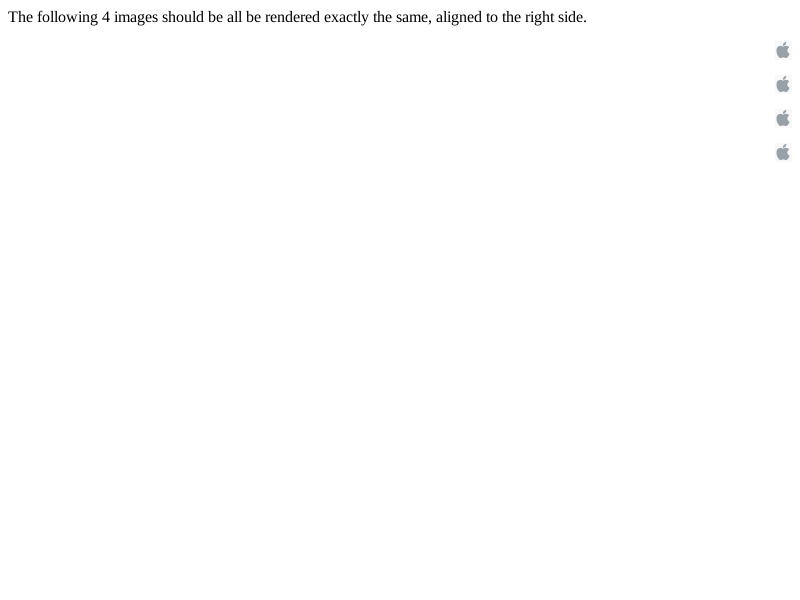 The following 4 images should be all be rendered exactly the same, aligned to the right side.